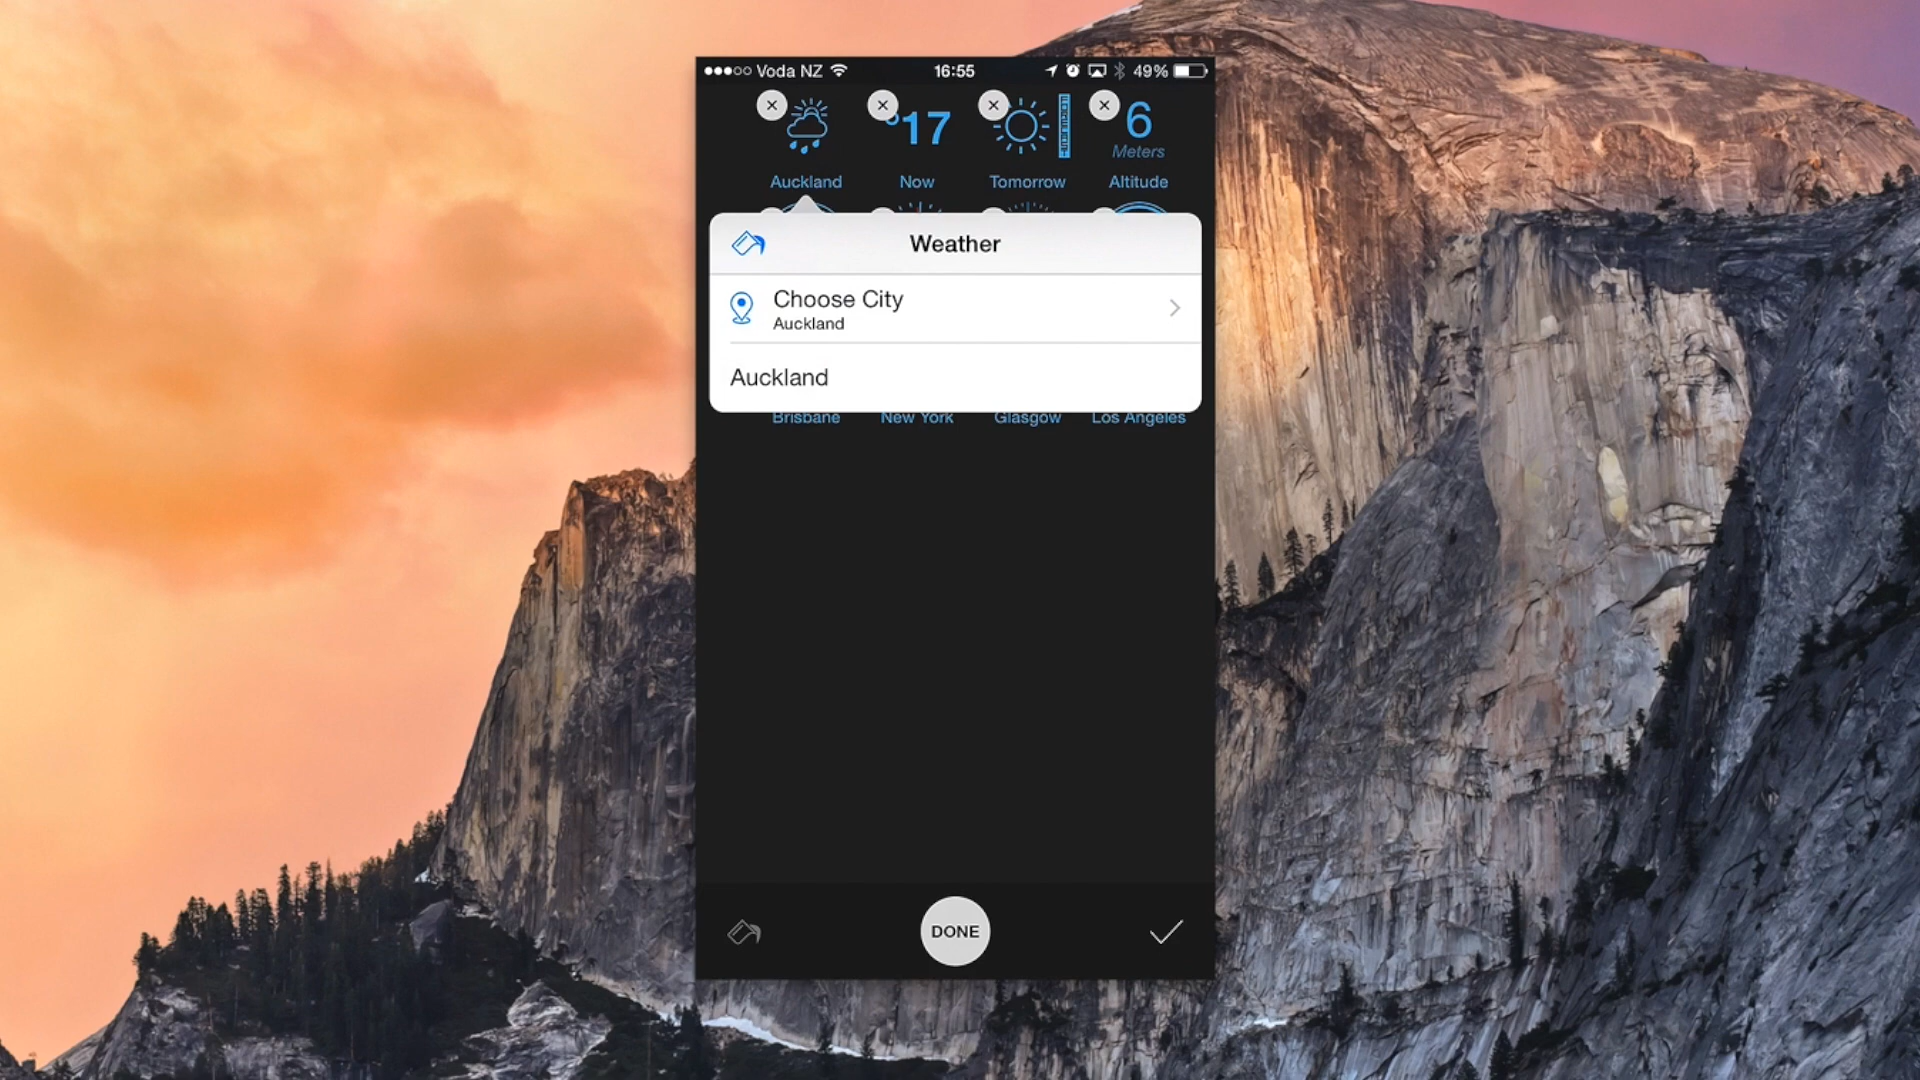 Voda NZ 16:55 49%
17 6
Meters
Auckland Now Tomorrow Altitude
Weather
Choose City
Auckland
Auckland
Brisbane New York Glasgow Los Angeles
DONE